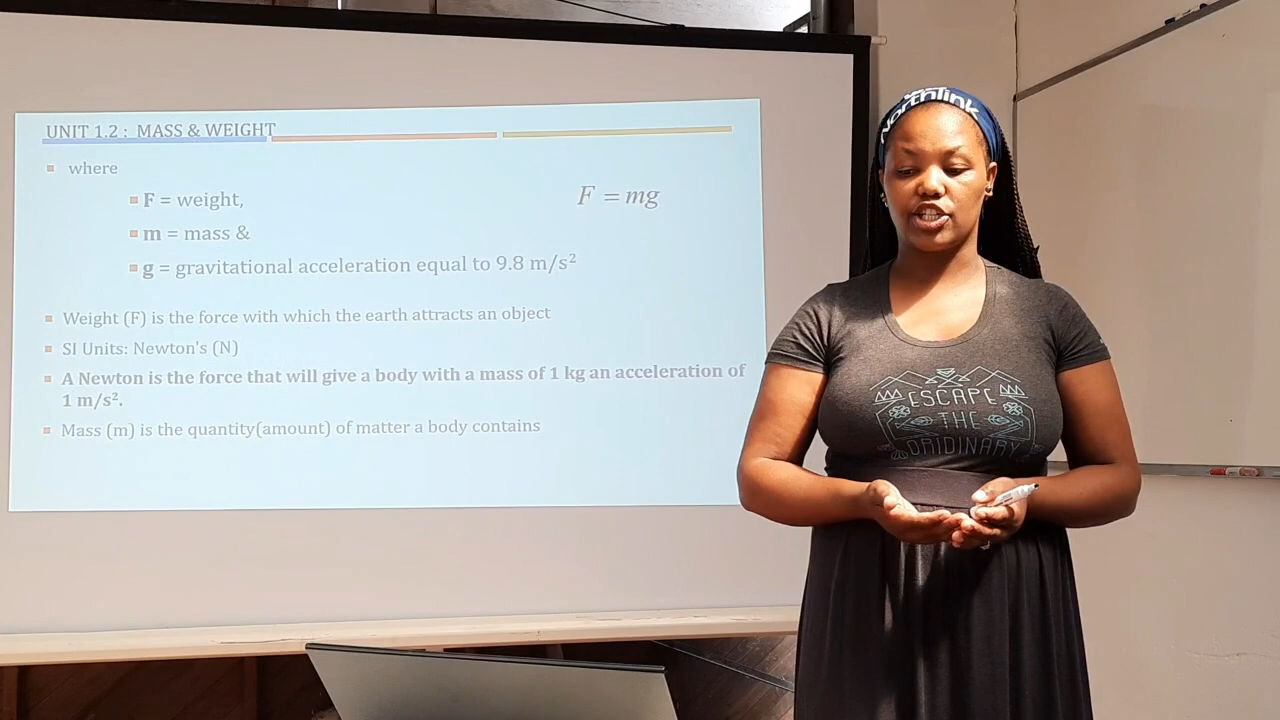 UNIT 1.2 : MASS & WEIGHT
where
F = weight,
F = mg
m = mass &
g = gravitational acceleration equal to 9.8 m/s²
Weight (F) is the force with which the earth attracts an object
SI Units: Newton's (N)
A Newton is the force that will give a body with a mass of 1 kg an acceleration of
1 m/s².
Mass (m) is the quantity(amount) of matter a body contains
northlink
ESCAPE
THE
ORIDINARY